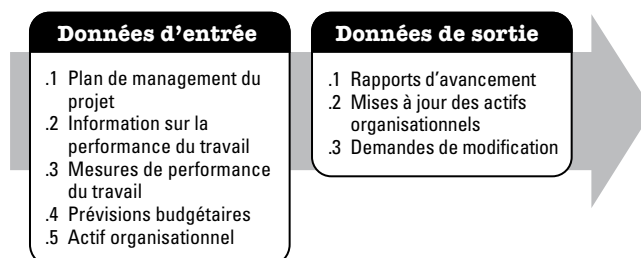 Données d'entrée
.1 Plan de management du
projet
.2 Information sur la
performance du travail
.3 Mesures de performance
du travail
.4 Prévisions budgétaires
.5 Actif organisationnel
Données de sortie
.1 Rapports d'avancement
.2 Mises à jour des actifs
organisationnels
.3 Demandes de modification